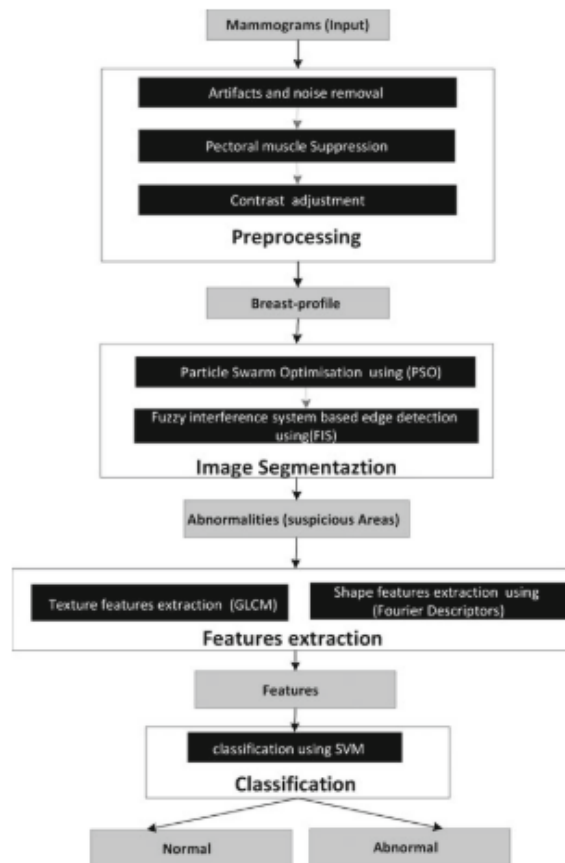 Mammograms (Input)
Artifacts and noise removal
Pectoral muscle Suppression
Contrast adjustment
Preprocessing
Breast-profile
Particle Swarm Optimisation using (PSO)
Fuzzy interference system based edge detection
using(FIS)
Image Segmentaztion
Abnormalities (suspicious Areas)
Texture features extraction (GLCM)
Shape features extraction using
(Fourier Descriptors)
Features extraction
Features
classification using SVM
Classification
Normal
Abnormal